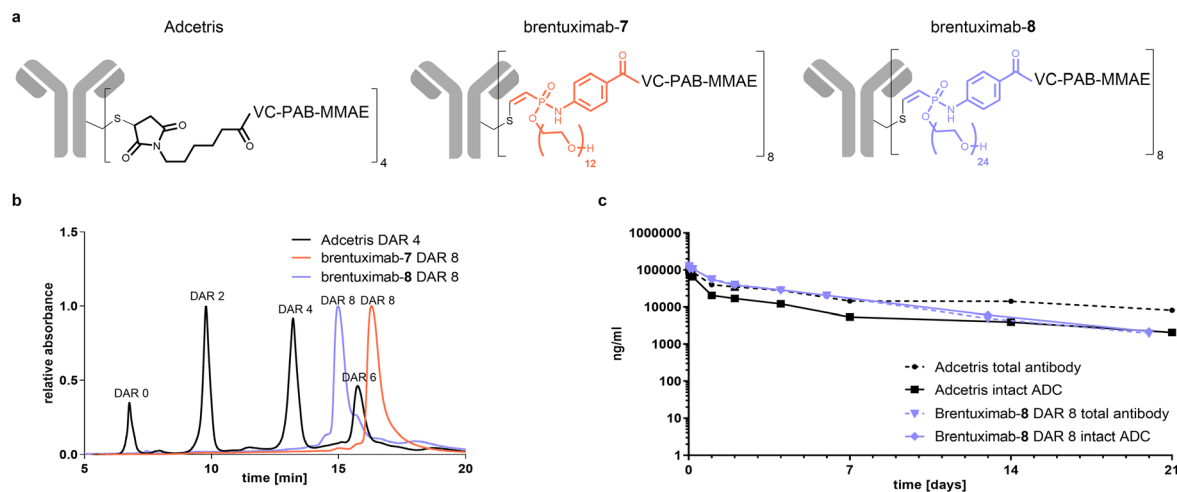 a
Adcetris
brentuximab-7
brentuximab-8
S
O
N
O
O
VC-PAB-MMAE
4
S
P
O
N
H
O
O
VC-PAB-MMAE
O
H
12
8
S
P
O
N
H
O
O
VC-PAB-MMAE
O
H
24
8
b
1.5
1.0
0.5
0.0
relative absorbance
5
10
15
20
time [min]
Adcetris DAR 4
brentuximab-7 DAR 8
brentuximab-8 DAR 8
DAR 0
DAR 2
DAR 4
DAR 8
DAR 8
DAR 6
c
1000000
100000
10000
1000
100
10
1
ng/ml
0
7
14
21
time [days]
Adcetris total antibody
Adcetris intact ADC
Brentuximab-8 DAR 8 total antibody
Brentuximab-8 DAR 8 intact ADC